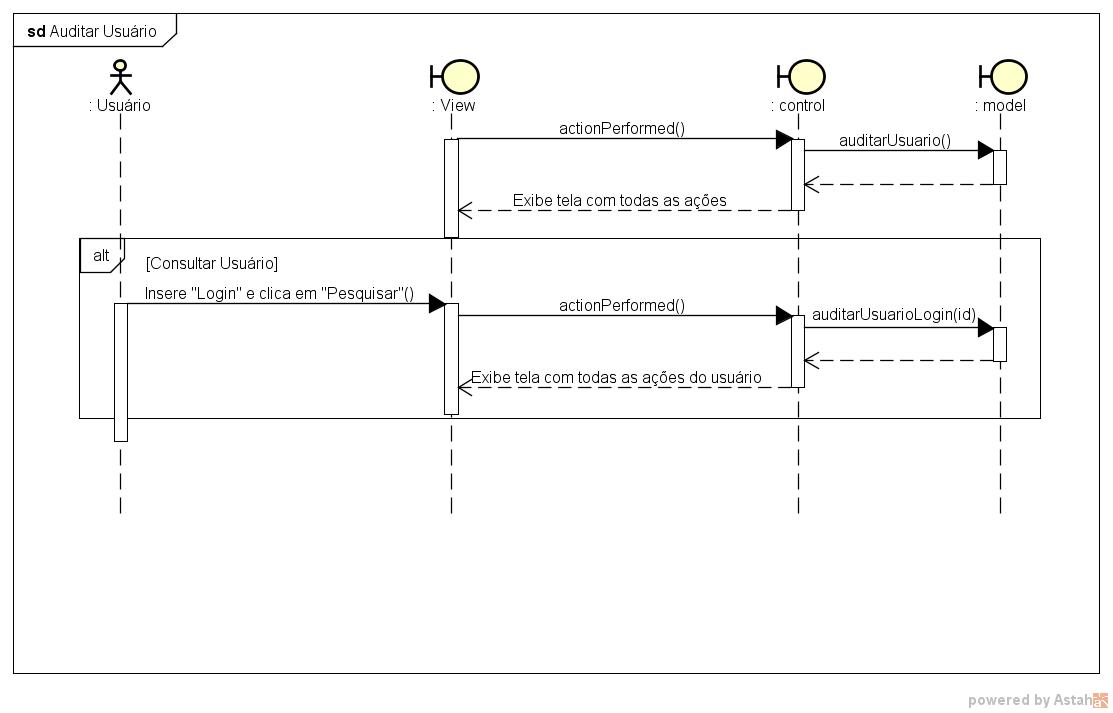 sd Auditar Usuário
: Usuário
: View
: control
: model
actionPerformed()
auditarUsuario()
Exibe tela com todas as ações
alt
[Consultar Usuário]
Insere "Login" e clica em "Pesquisar"()
actionPerformed()
auditarUsuarioLogin(id)
Exibe tela com todas as ações do usuário
powered by Astah